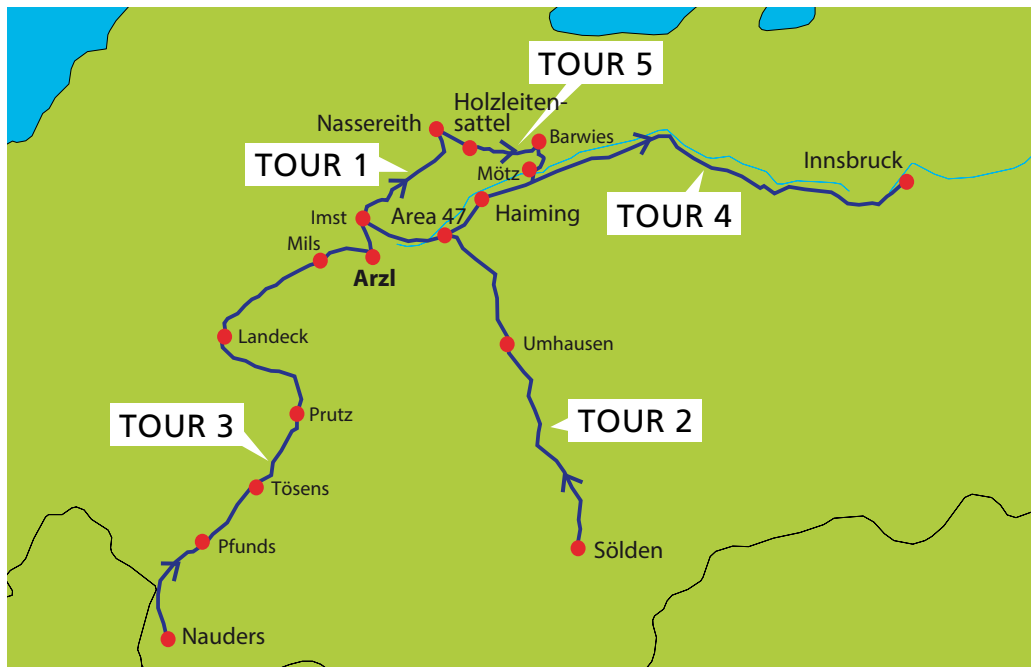 TOUR 5
Holzleiten-
sattel
Nassereith
Barwies
TOUR 1
Mötz
Innsbruck
Imst
Area 47
Haiming
TOUR 4
Mils
Arzl
Landeck
Umhausen
Prutz
TOUR 3
TOUR 2
Tösens
Pfunds
Sölden
Nauders